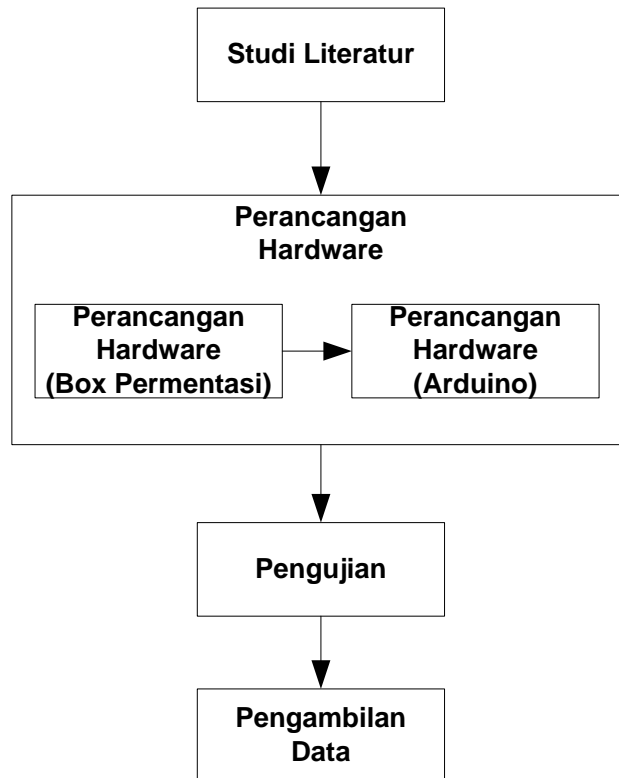 Studi Literatur
Perancangan
Hardware
Perancangan
Hardware
(Box Permentasi)
Perancangan
Hardware
(Arduino)
Pengujian
Pengambilan
Data